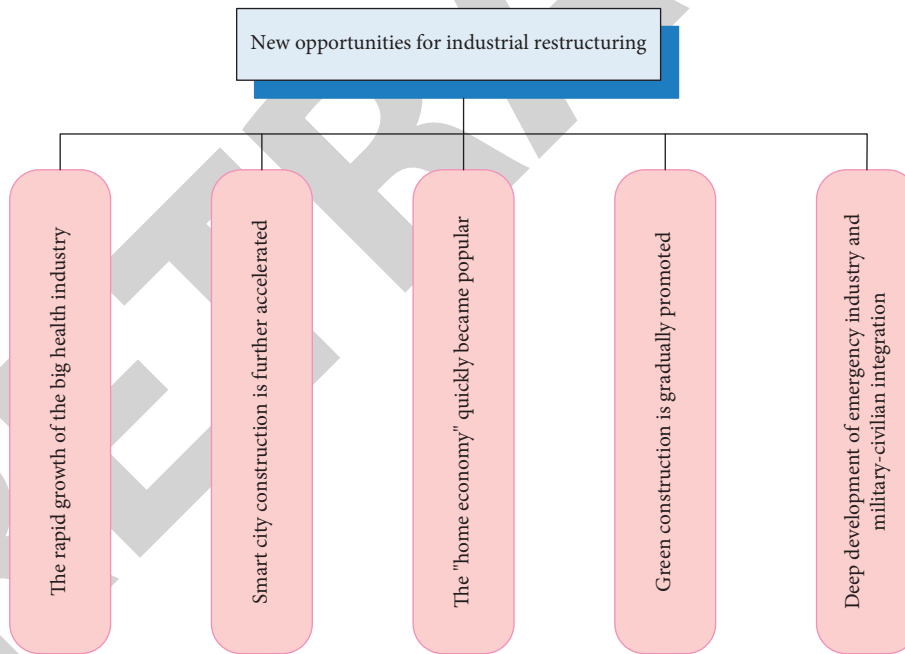 New opportunities for industrial restructuring
The rapid growth of the big health industry
Smart city construction is further accelerated
The "home economy" quickly became popular
Green construction is gradually promoted
Deep development of emergency industry and
military-civilian integration